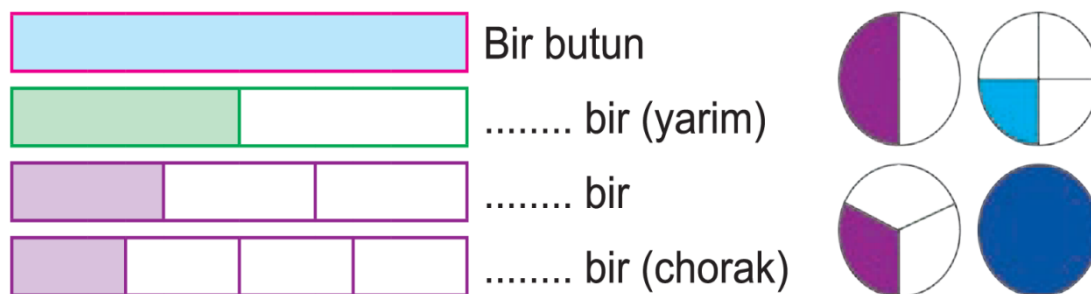 Bir butun
........ bir (yarim)
........ bir
........ bir (chorak)